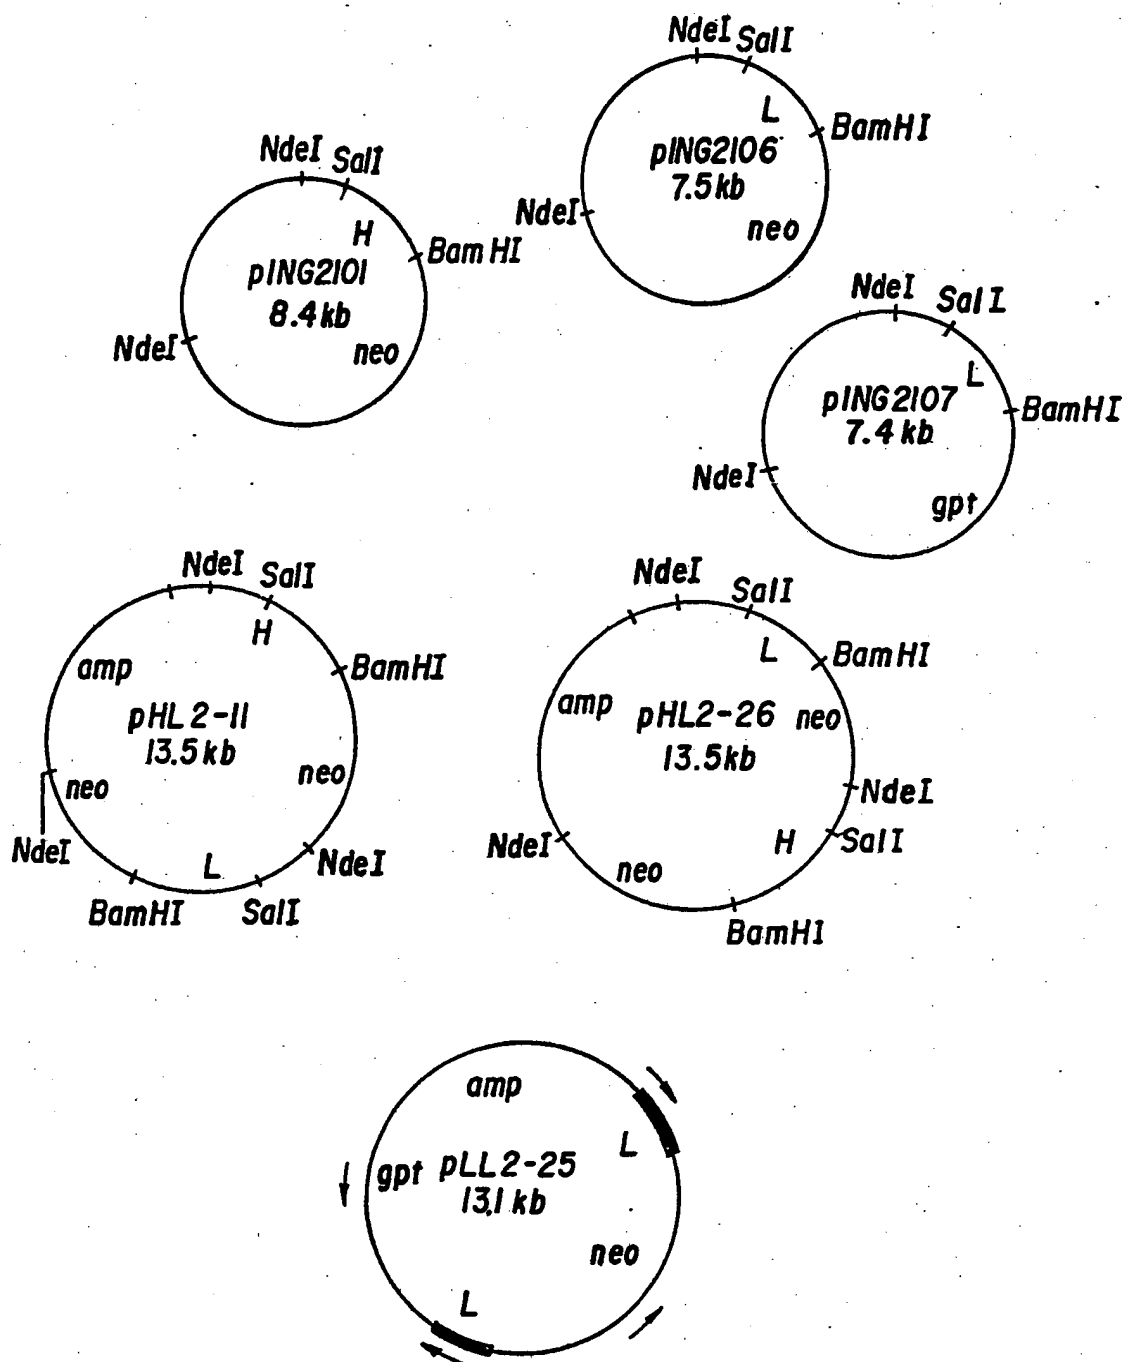 NdeI SalI
L
BamHI
pING2106
7.5kb
NdeI
neo
NdeI SalI
H
BamHI
pING2101
8.4kb
NdeI
neo
NdeI SalI
L
pING2107
BamHI
7.4kb
NdeI
gpt
NdeI SalI
H
amp
BamHI
pHL2-11
13.5kb
neo
neo
NdeI
L
NdeI
BamHI
SalI
NdeI
SalI
L
BamHI
amp
pHL2-26
neo
13.5kb
NdeI
NdeI
H
SalI
neo
BamHI
amp
L
gpt
pLL2-25
13.1kb
neo
L